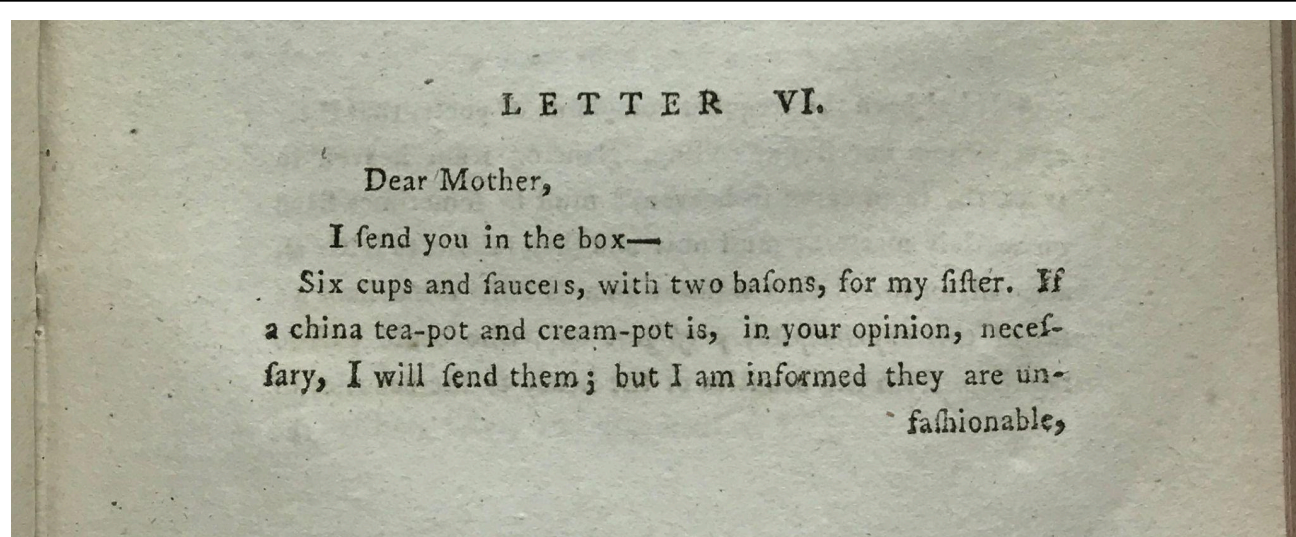 LETTER VI.
Dear Mother,
I ſend you in the box—
Six cups and ſaucers, with two baſons, for my ſiſter. If
a china tea-pot and cream-pot is, in your opinion, neceſ-
ſary, I will ſend them; but I am informed they are un-
faſhionable,